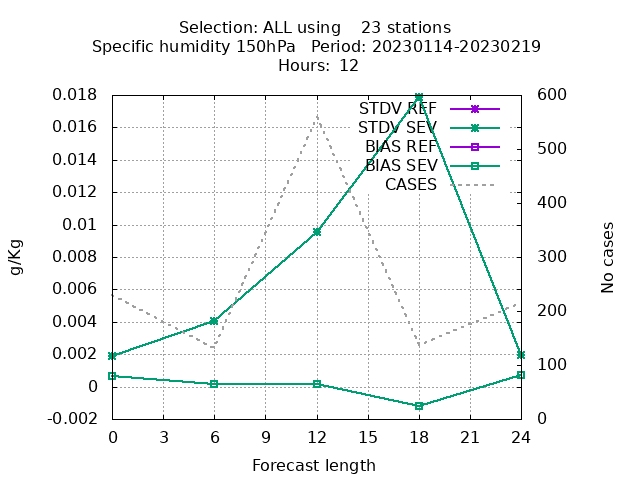 Selection: ALL using    23 stations
Specific humidity 150hPa   Period: 20230114-20230219
Hours:  12
0.018
0.016
0.014
0.012
0.01
0.008
0.006
0.004
0.002
0
-0.002
g/Kg
STDV REF
STDV SEV
BIAS REF
BIAS SEV
CASES
600
500
400
300
200
100
0
No cases
0 3 6 9 12 15 18 21 24
Forecast length